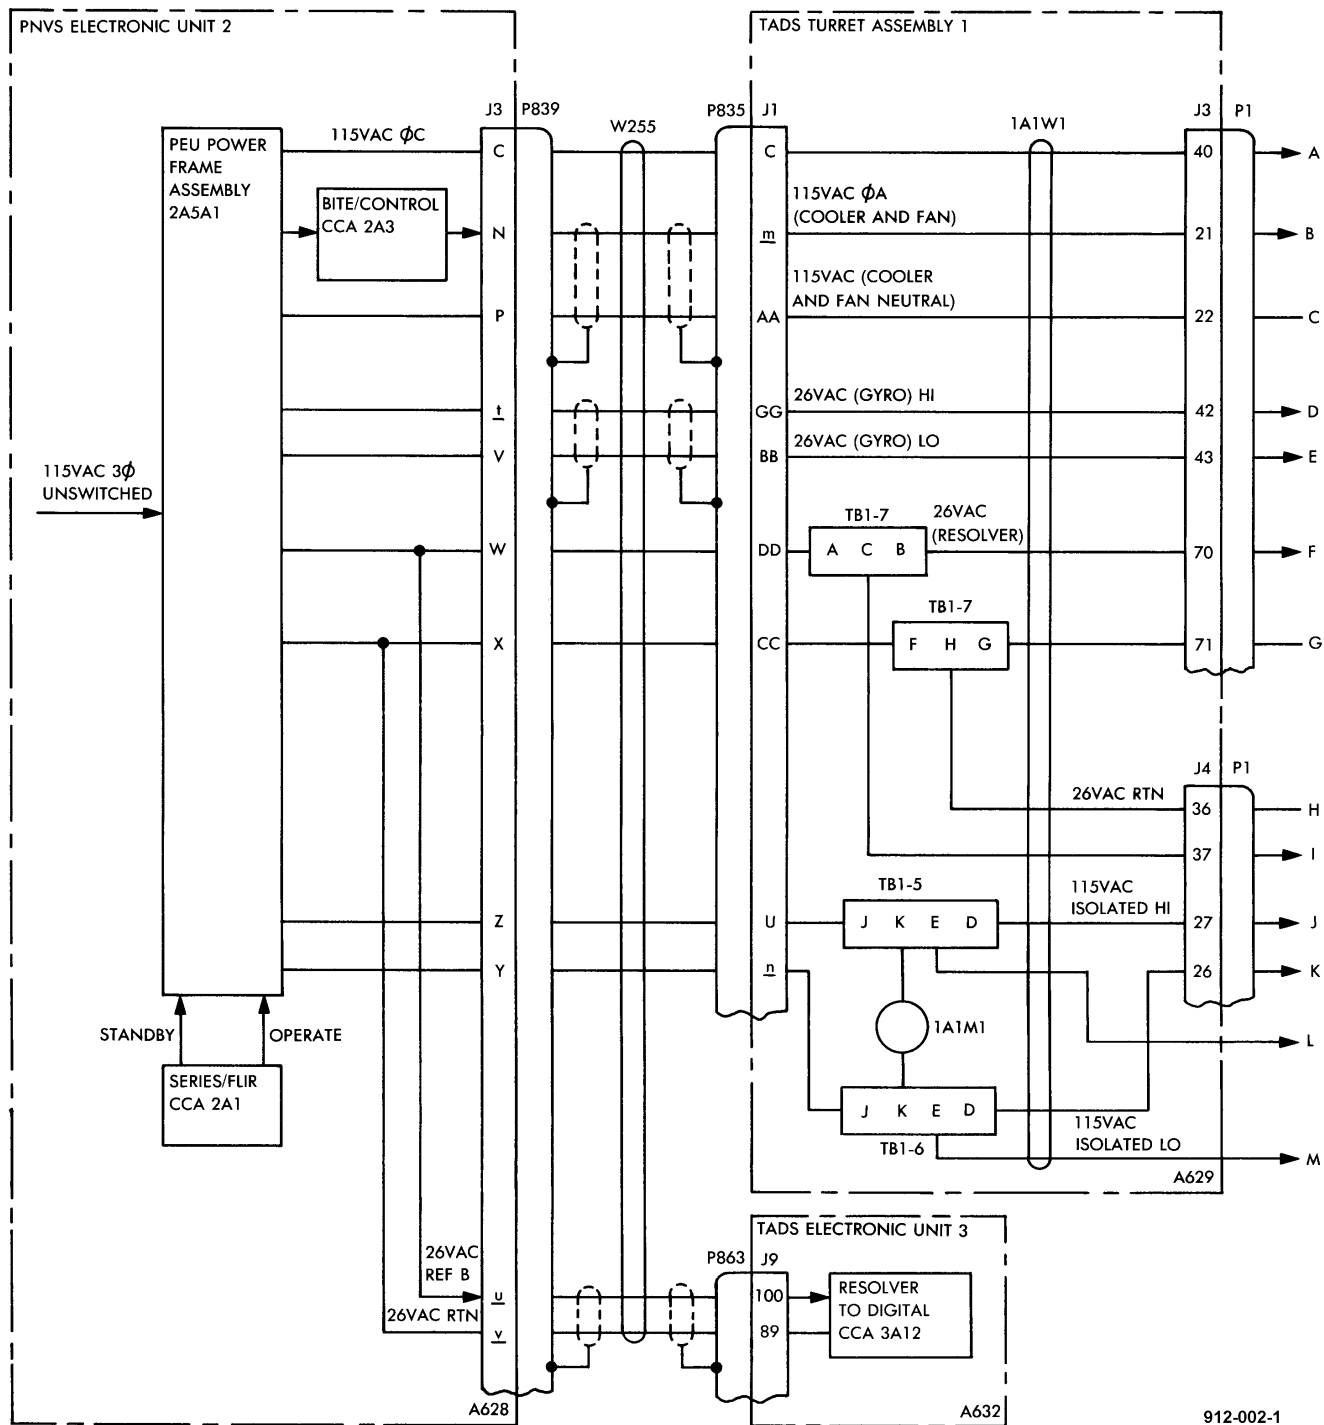 PNVS ELECTRONIC UNIT 2
TADS TURRET ASSEMBLY 1
J3 P839
W255
P835 J1
1A1W1
J3 P1
PEU POWER
FRAME
ASSEMBLY
2A5A1
115VAC ϕC
C
C
40
A
BITE/CONTROL
CCA 2A3
N
115VAC ϕA
(COOLER AND FAN)
m
21
B
115VAC (COOLER
AND FAN NEUTRAL)
P
AA
22
C
t
GG
26VAC (GYRO) HI
42
D
V
BB
26VAC (GYRO) LO
43
E
115VAC 3ϕ
UNSWITCHED
W
DD
TB1-7
A C B
26VAC
(RESOLVER)
70
F
X
CC
TB1-7
F H G
71
G
J4 P1
26VAC RTN
36
H
37
I
Z
U
TB1-5
J K E D
115VAC
ISOLATED HI
27
J
Y
n
26
K
STANDBY
OPERATE
1A1M1
L
SERIES/FLIR
CCA 2A1
J K E D
TB1-6
115VAC
ISOLATED LO
M
A629
TADS ELECTRONIC UNIT 3
26VAC
REF B
P863 J9
u
100
RESOLVER
TO DIGITAL
CCA 3A12
26VAC RTN
v
89
A628
A632
912-002-1